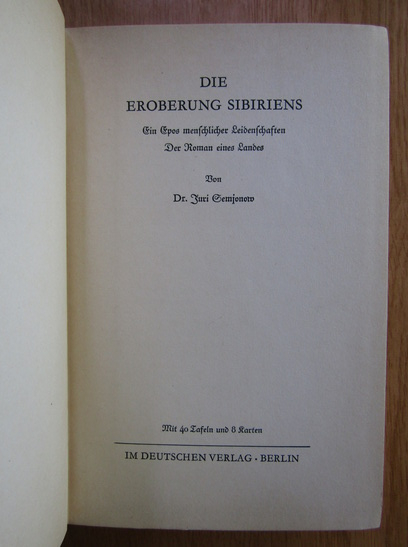 DIE
EROBERUNG SIBIRIENS
Ein Epos menſchlicher Leidenſchaften
Der Roman eines Landes
Von
Dr. Juri Semjonow
Mit 40 Tafeln und 8 Karten
IM DEUTSCHEN VERLAG · BERLIN